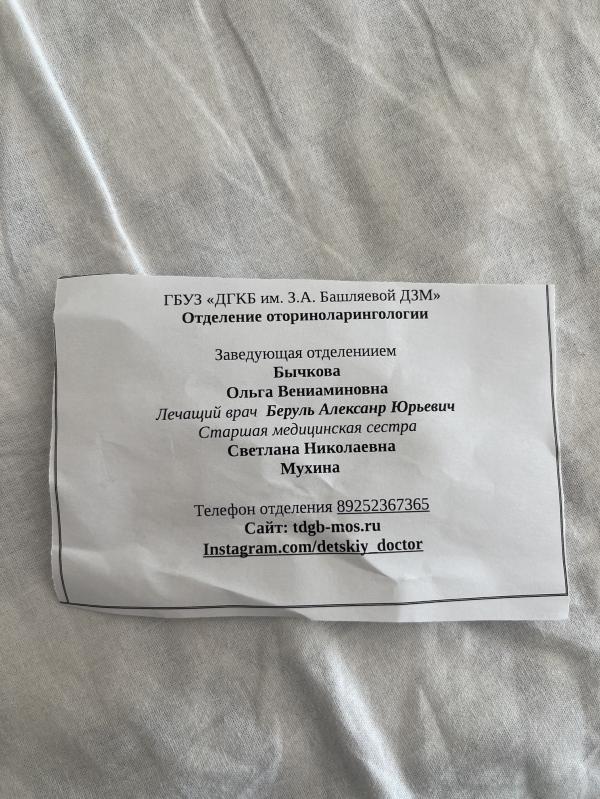 ГБУЗ «ДГКБ им. З.А. Башляевой ДЗМ»
Отделение оториноларингологии
Заведующая отделениием
Бычкова
Ольга Вениаминовна
Лечащий врач Беруль Алексанр Юрьевич
Старшая медицинская сестра
Светлана Николаевна
Мухина
Телефон отделения 89252367365
Сайт: tdgb-mos.ru
Instagram.com/detskiy_doctor